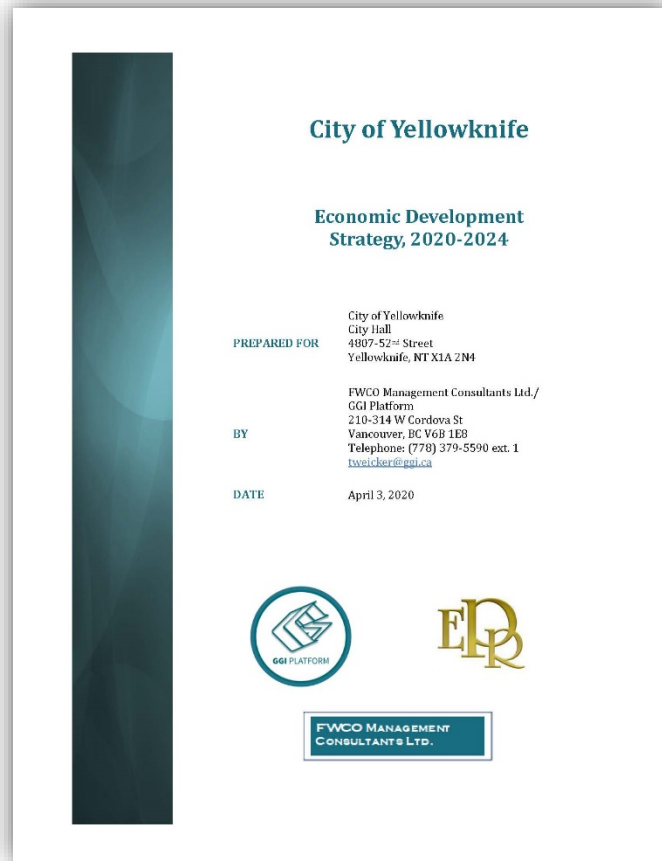 City of Yellowknife
Economic Development
Strategy, 2020-2024
PREPARED FOR
City of Yellowknife
City Hall
4807-52nd Street
Yellowknife, NT X1A 2N4
BY
FWCO Management Consultants Ltd./
GGI Platform
210-314 W Cordova St
Vancouver, BC V6B 1E8
Telephone: (778) 379-5590 ext. 1
tweicker@ggi.ca
DATE
April 3, 2020
GGI PLATFORM
EDR
FWCO MANAGEMENT
CONSULTANTS LTD.